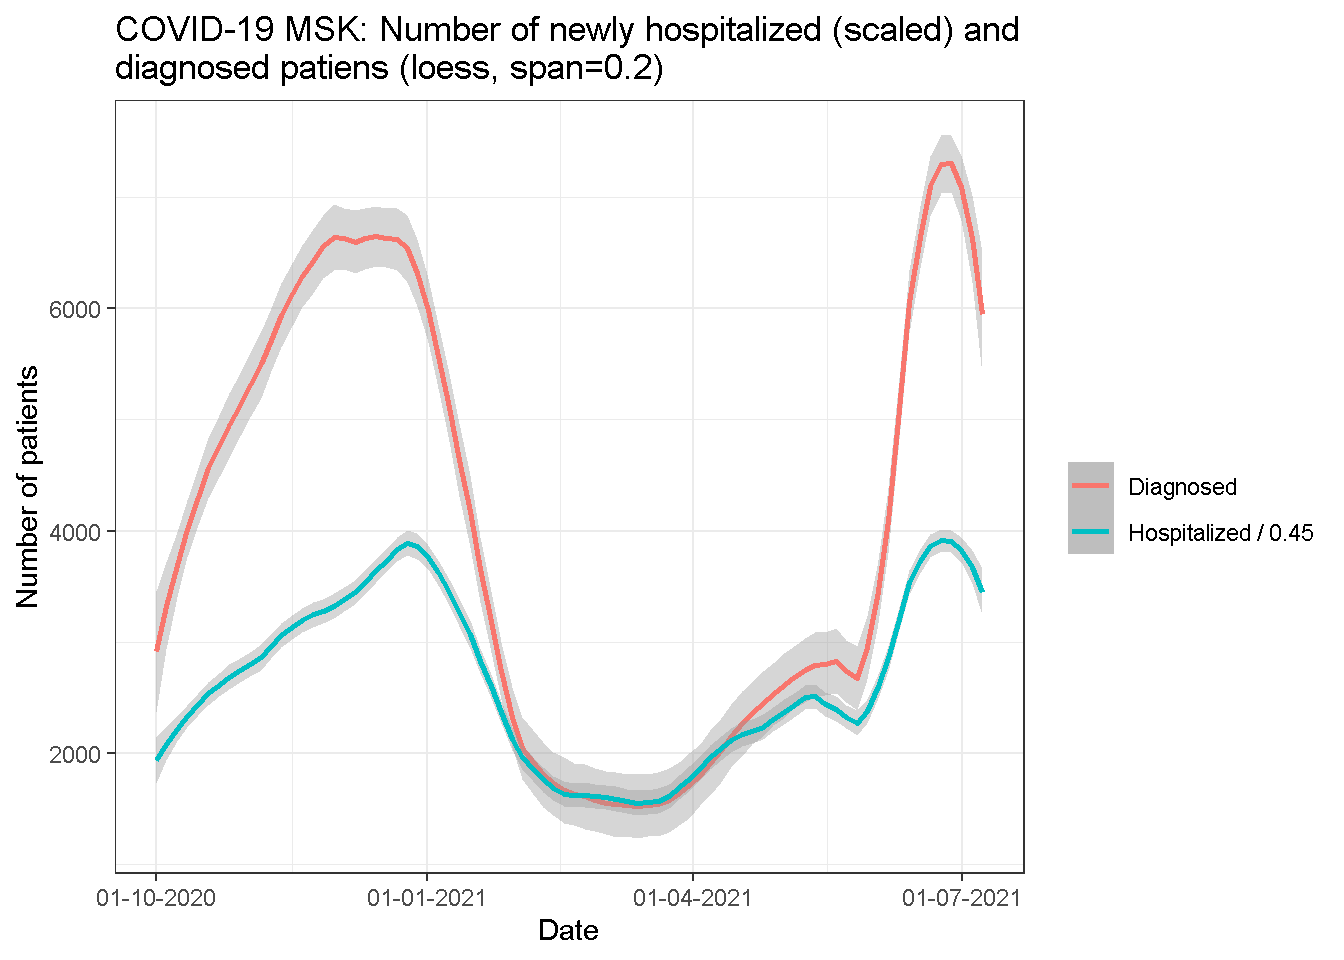 COVID-19 MSK: Number of newly hospitalized (scaled) and
diagnosed patiens (loess, span=0.2)
Number of patients
6000
4000
2000
01-10-2020
01-01-2021
01-04-2021
01-07-2021
Date
Diagnosed
Hospitalized / 0.45